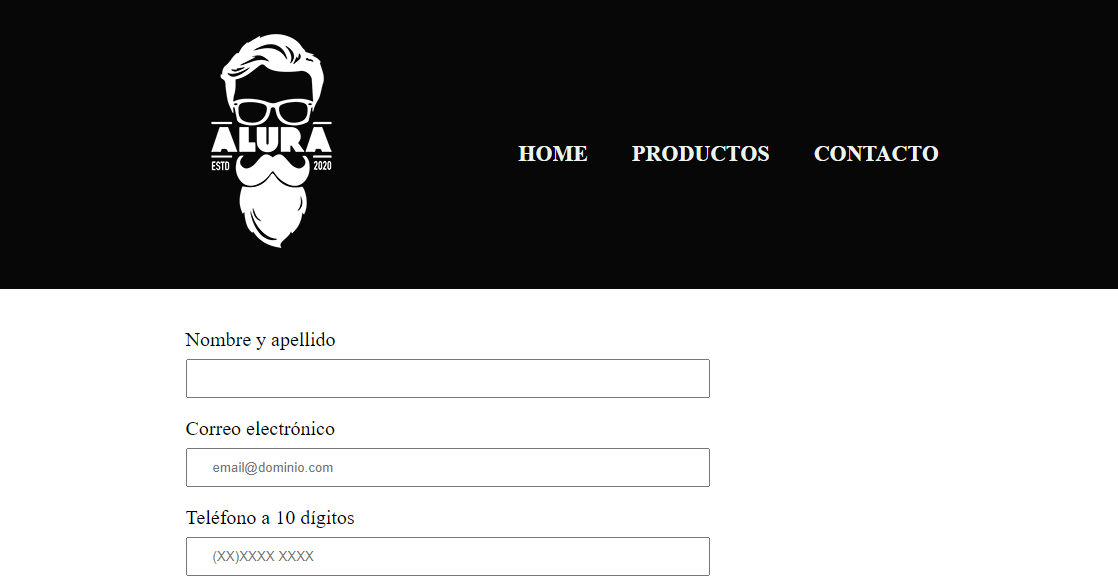 ALURA
ESTD 2020
HOME PRODUCTOS CONTACTO
Nombre y apellido
Correo electrónico
email@dominio.com
Teléfono a 10 dígitos
(XX)XXXX XXXX